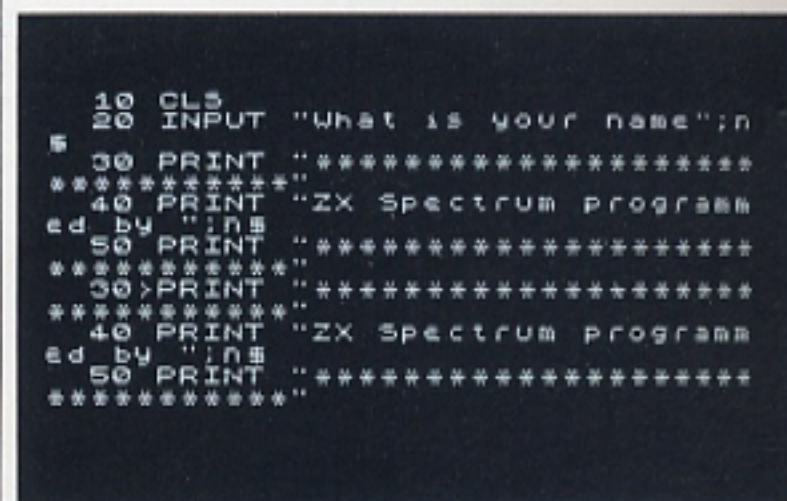 10 CLS
20 INPUT "What is your name";n
$
30 PRINT "********************
***********"
40 PRINT "ZX Spectrum programm
ed by ";n$
50 PRINT "********************
***********"
30>PRINT "********************
***********"
40 PRINT "ZX Spectrum programm
ed by ";n$
50 PRINT "********************
***********"